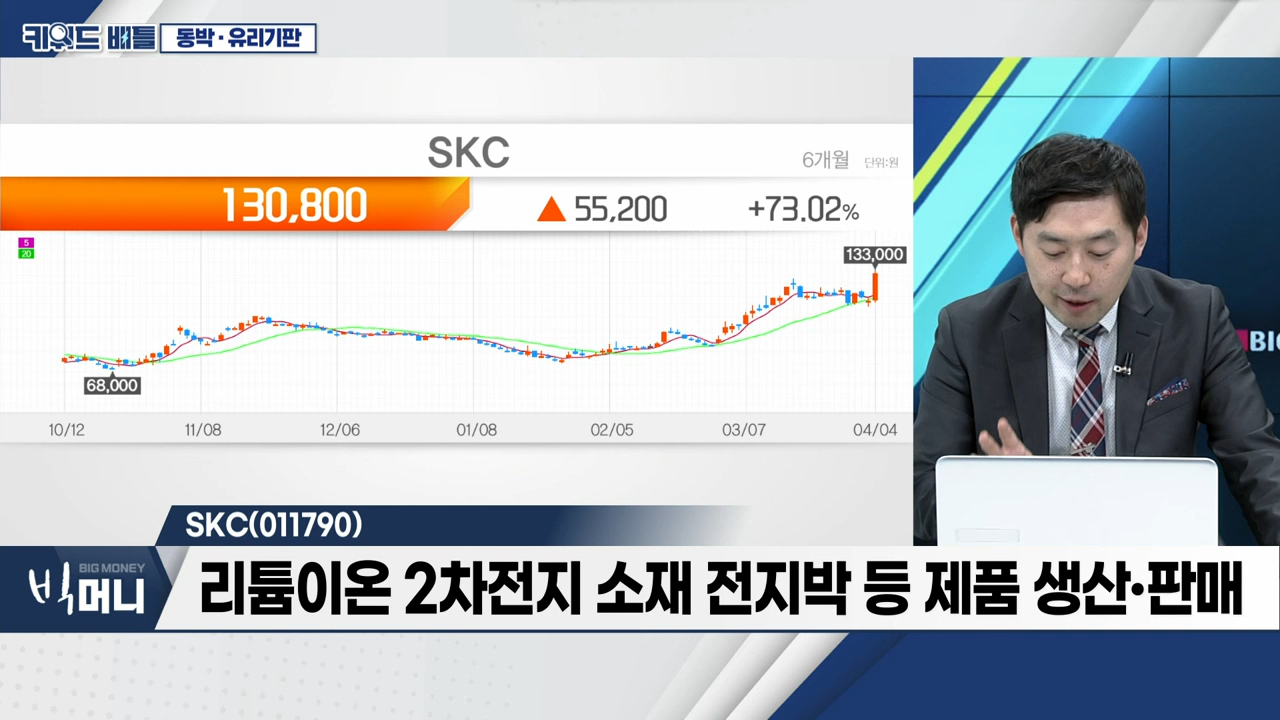 키워드 배틀 동박·유리기판
SKC
6개월 단위:원
130,800 ▲ 55,200 +73.02%
5
20
133,000
68,000
10/12 11/08 12/06 01/08 02/05 03/07 04/04
BIG
SKC(011790)
BIG MONEY
빅머니
리튬이온 2차전지 소재 전지박 등 제품 생산·판매